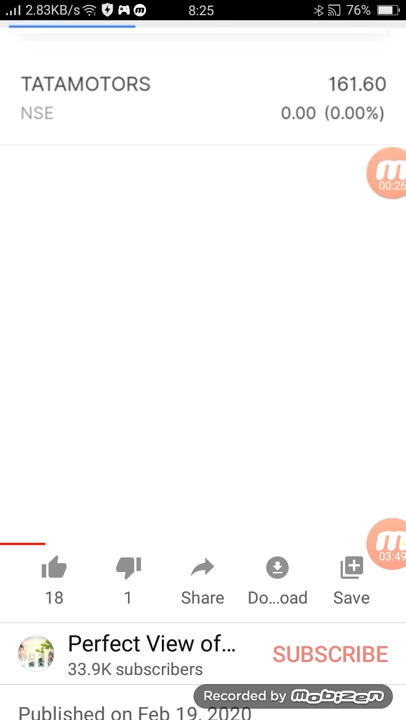 2.83KB/s 8:25 76%
TATAMOTORS 161.60
NSE 0.00 (0.00%)
00:26
03:49
18 1 Share Do...oad Save
Perfect View of...
33.9K subscribers
SUBSCRIBE
Recorded by mobizen
Published on Feb 19, 2020